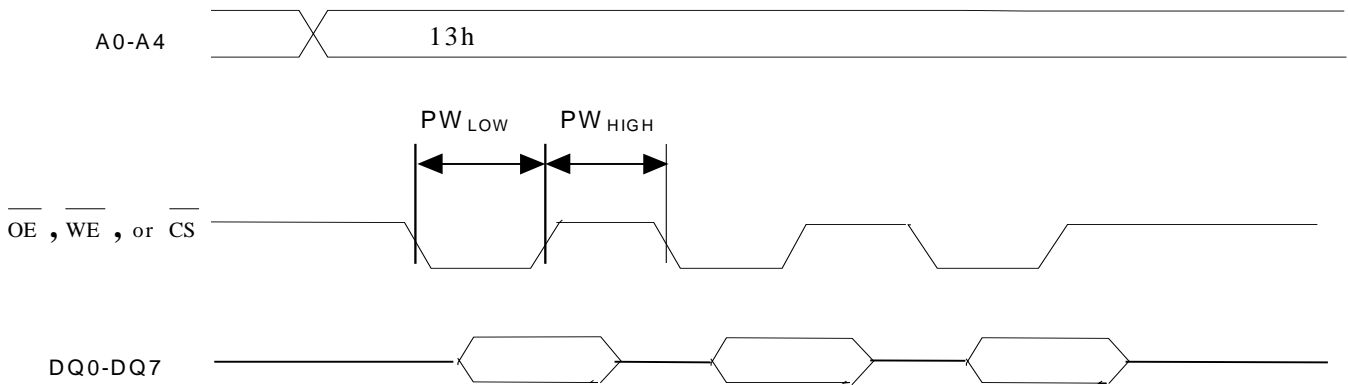 A0-A4
13h
PW LOW
PW HIGH
OE , WE , or CS
DQ0-DQ7